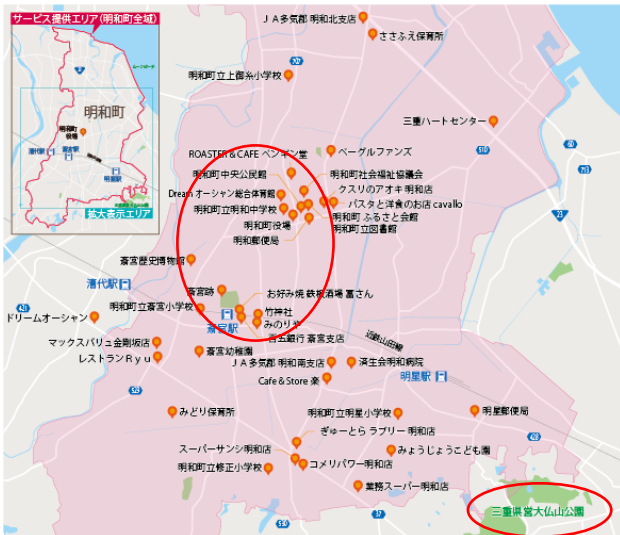 サービス提供エリア(明和町全域)
明和町
明和町
役場
漕代駅
斎宮駅
明星駅
拡大表示エリア
23
JA多気郡 明和北支店
ささふえ保育所
707
明和町立上御糸小学校
三重ハートセンター
60
510
713
ROASTER & CAFE ペンギン堂
ベーグルファンズ
明和町中央公民館
明和町社会福祉協議会
クスリのアオキ 明和店
Dream オーシャン総合体育館
パスタと洋食のお店 cavallo
明和町立明和中学校
明和町 ふるさと会館
明和町役場
明和町立図書館
明和郵便局
23
斎宮歴史博物館
漕代駅
斎宮跡
お好み焼 鉄板酒場 富さん
明和町立斎宮小学校
竹神社
428
ドリームオーシャン
斎宮駅
みのりや
百五銀行 斎宮支店
近鉄山田線
マックスバリュ金剛坂店
レストランRyu
斎宮幼稚園
JA多気郡 明和南支店
済生会明和病院
明星駅
Cafe & Store 楽
みどり保育所
明和町立明星小学校
明星郵便局
ぎゅーとら ラブリー 明和店
428
スーパーサンシ明和店
みょうじょうこども園
明和町立修正小学校
コメリパワー明和店
業務スーパー明和店
37
530
三重県営大仏山公園